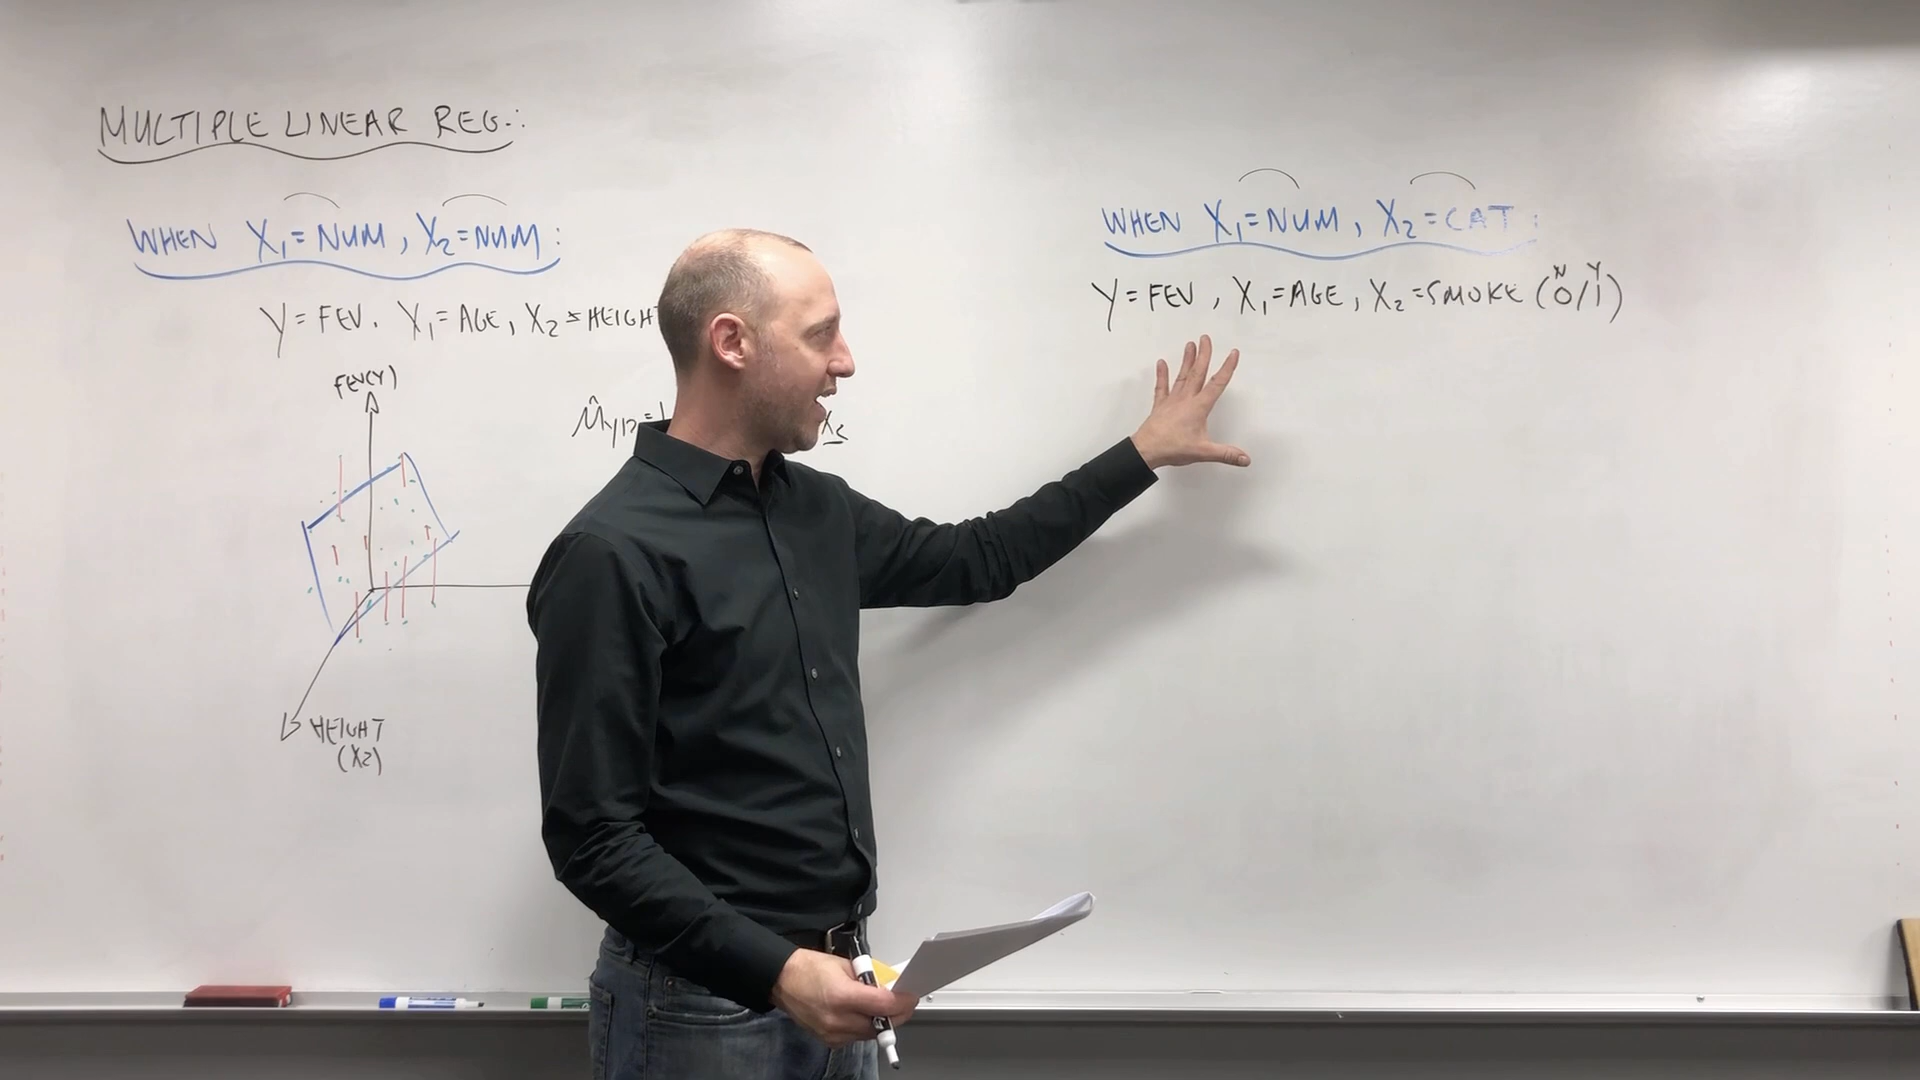 MULTIPLE LINEAR REG.:
WHEN X₁=NUM, X₂=NUM:
Y=FEV. X₁=AGE, X₂=HEIGHT
FEV(Y)
X₂
HEIGHT
(X2)
WHEN X₁=NUM, X₂=CAT:
N Y
Y=FEV, X₁=AGE, X₂=SMOKE (0/1)